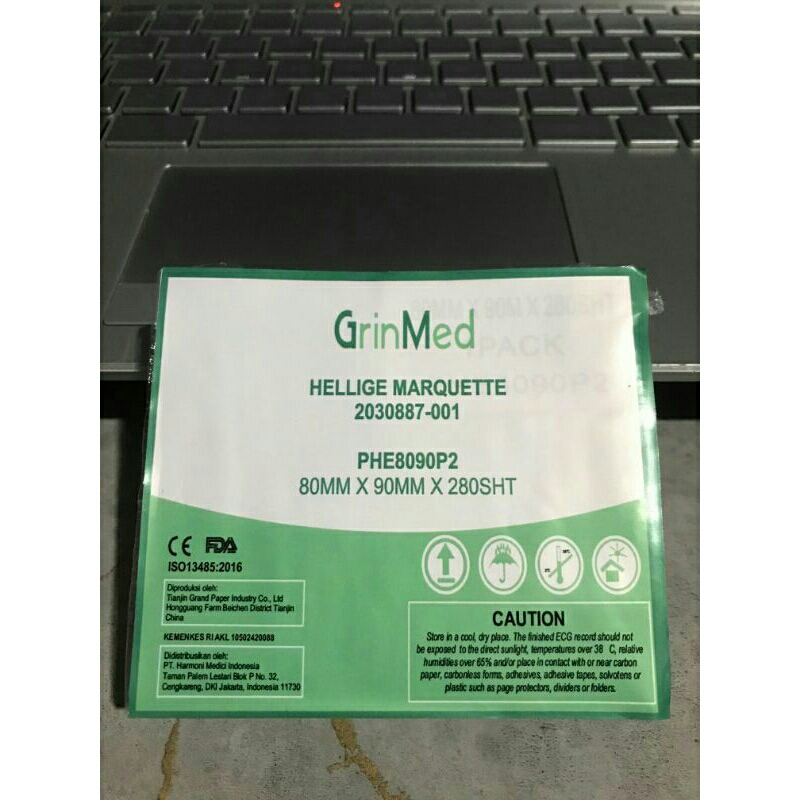 GrinMed
HELLIGE MARQUETTE
2030887-001
PHE8090P2
80MM X 90MM X 280SHT
CE FDA
ISO13485:2016
Diproduksi oleh:
Tianjin Grand Paper Industry Co., Ltd
Hongguang Farm Beichen District Tianjin
China
KEMENKES RI AKL 10502420088
Didistribusikan oleh:
PT. Harmoni Medici Indonesia
Taman Palem Lestari Blok P No. 32,
Cengkareng, DKI Jakarta, Indonesia 11730
CAUTION
Store in a cool, dry place. The finished ECG record should not
be exposed to the direct sunlight, temperatures over 38 C, relative
humidities over 65% and/or place in contact with or near carbon
paper, carbonless forms, adhesives, adhesive tapes, solvotens or
plastic such as page protectors, dividers or folders.